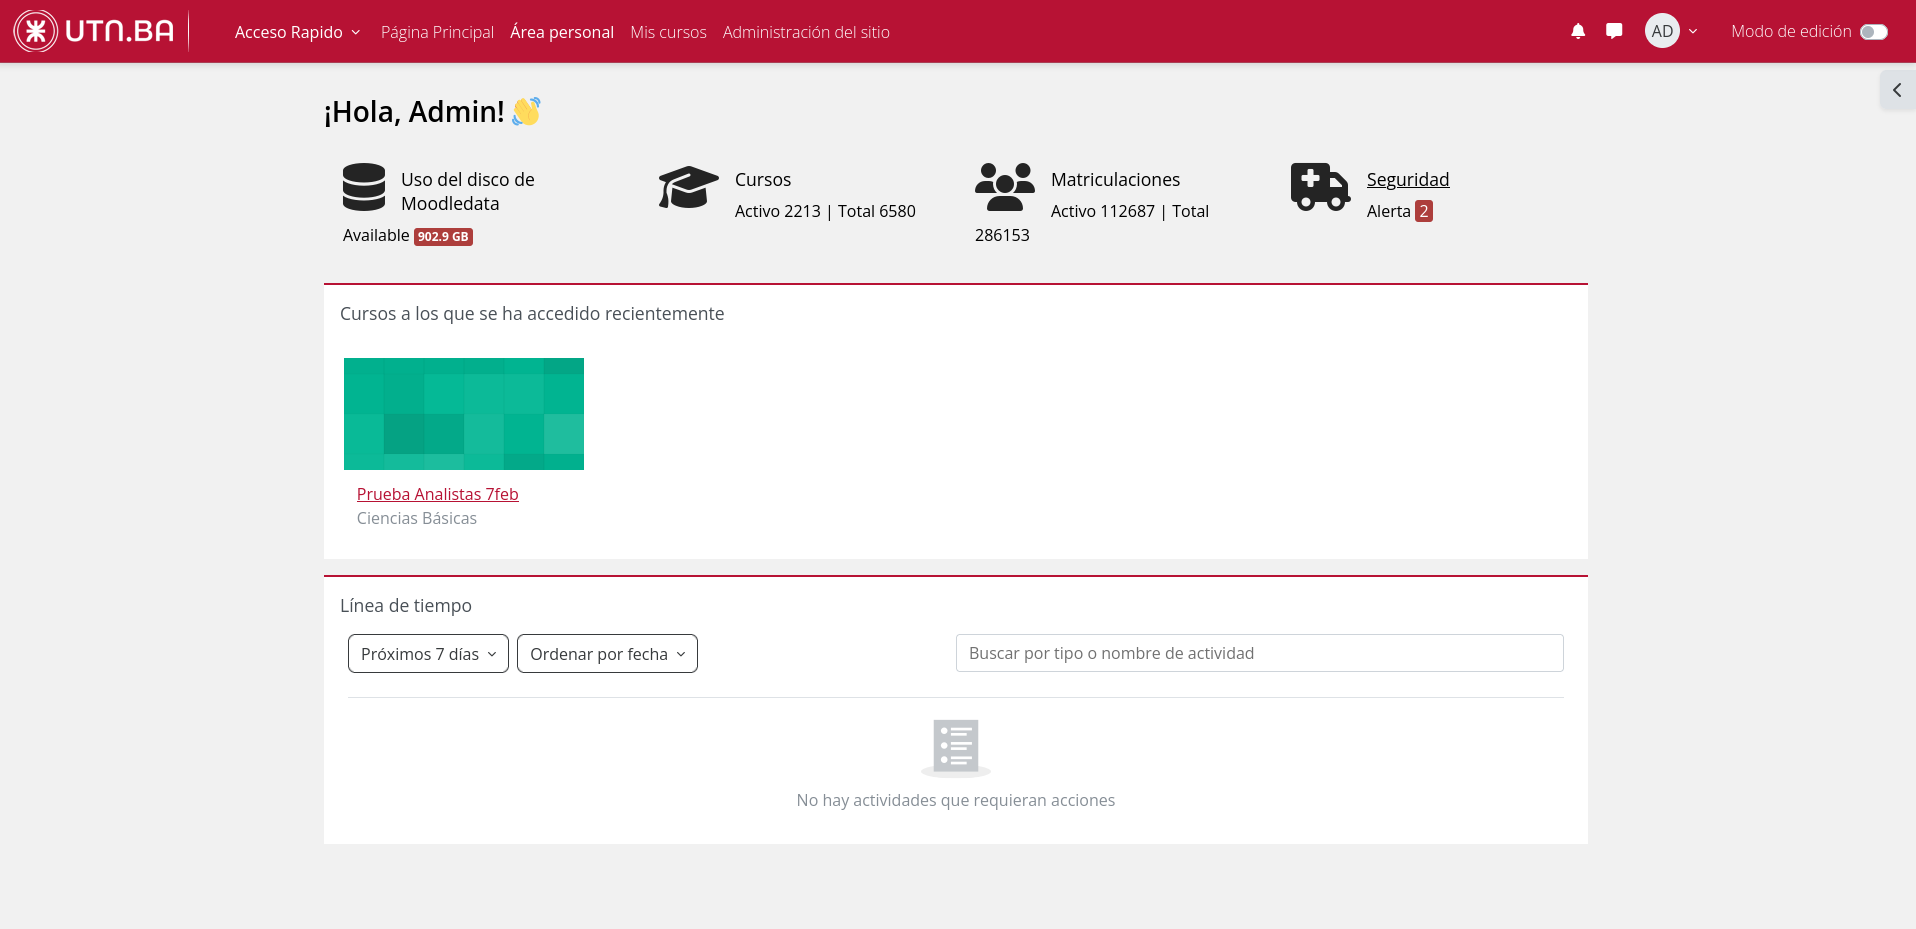 UTN.BA
Acceso Rapido Página Principal Área personal Mis cursos Administración del sitio AD Modo de edición
¡Hola, Admin!
Uso del disco de
Moodledata
Available 902.9 GB
Cursos
Activo 2213 | Total 6580
Matriculaciones
Activo 112687 | Total
286153
Seguridad
Alerta 2
Cursos a los que se ha accedido recientemente
Prueba Analistas 7feb
Ciencias Básicas
Línea de tiempo
Próximos 7 días Ordenar por fecha Buscar por tipo o nombre de actividad
No hay actividades que requieran acciones